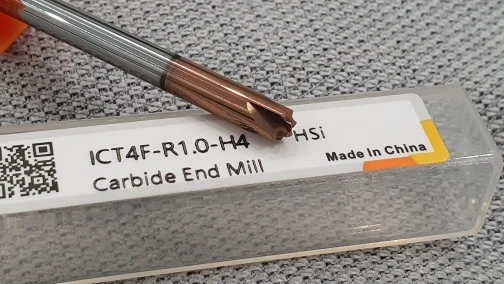 ICT4F-R1.0-H4 HSi
Carbide End Mill
Made In China